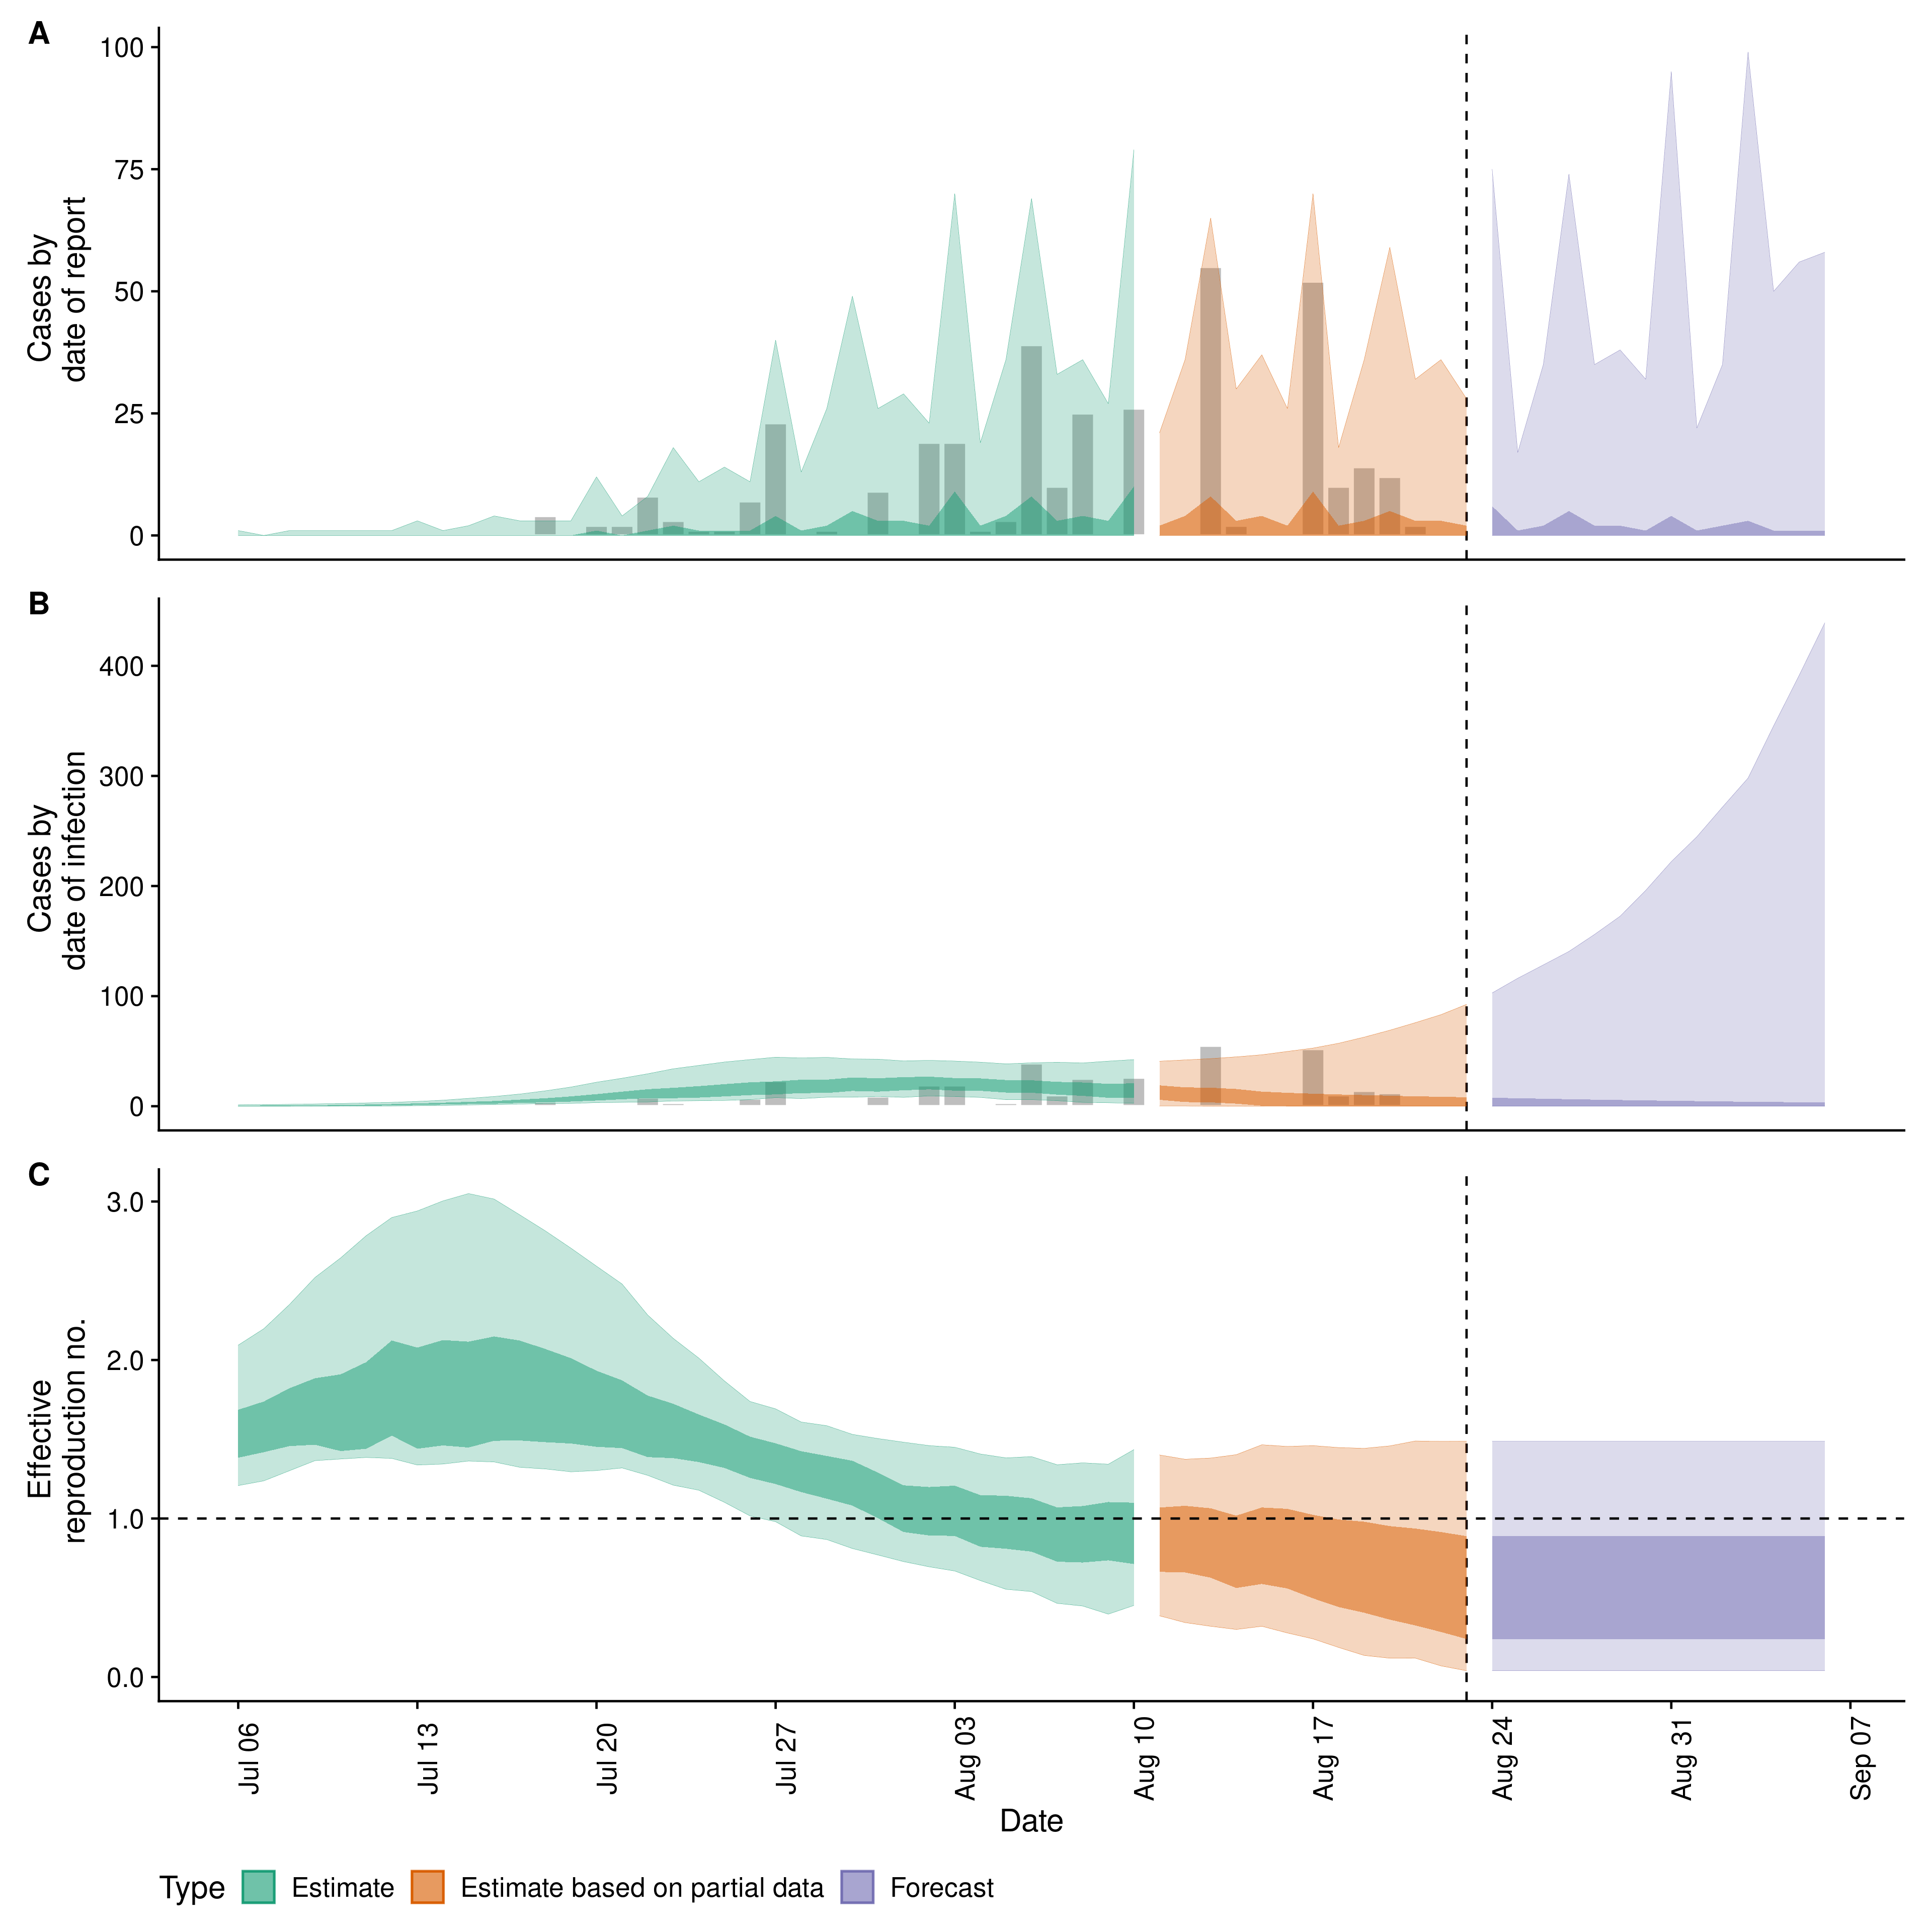 A
100
75
50
25
0
Cases by
date of report
B
400
300
200
100
0
Cases by
date of infection
C
3.0
2.0
1.0
0.0
Effective
reproduction no.
Jul 06
Jul 13
Jul 20
Jul 27
Aug 03
Aug 10
Aug 17
Aug 24
Aug 31
Sep 07
Date
Type Estimate Estimate based on partial data Forecast